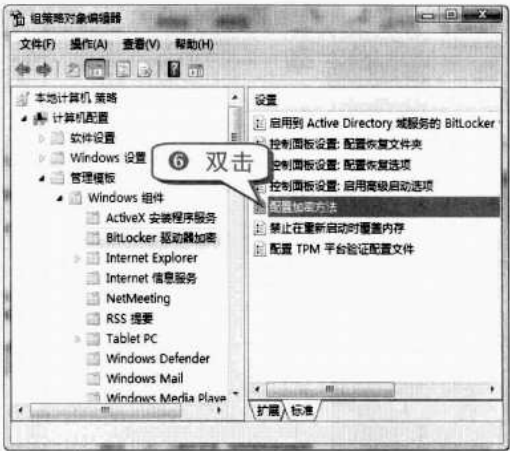 组策略对象编辑器
文件(F) 操作(A) 查看(V) 帮助(H)
本地计算机 策略
计算机配置
软件设置
Windows 设置
管理模板
Windows 组件
ActiveX 安装程序服务
BitLocker 驱动器加密
Internet Explorer
Internet 信息服务
NetMeeting
RSS 提要
Tablet PC
Windows Defender
Windows Mail
Windows Media Playe
❻ 双击
设置
启用到 Active Directory 域服务的 BitLocker
控制面板设置: 配置恢复文件夹
控制面板设置: 配置恢复选项
控制面板设置: 启用高级启动选项
配置加密方法
禁止在重新启动时覆盖内存
配置 TPM 平台验证配置文件
扩展 标准